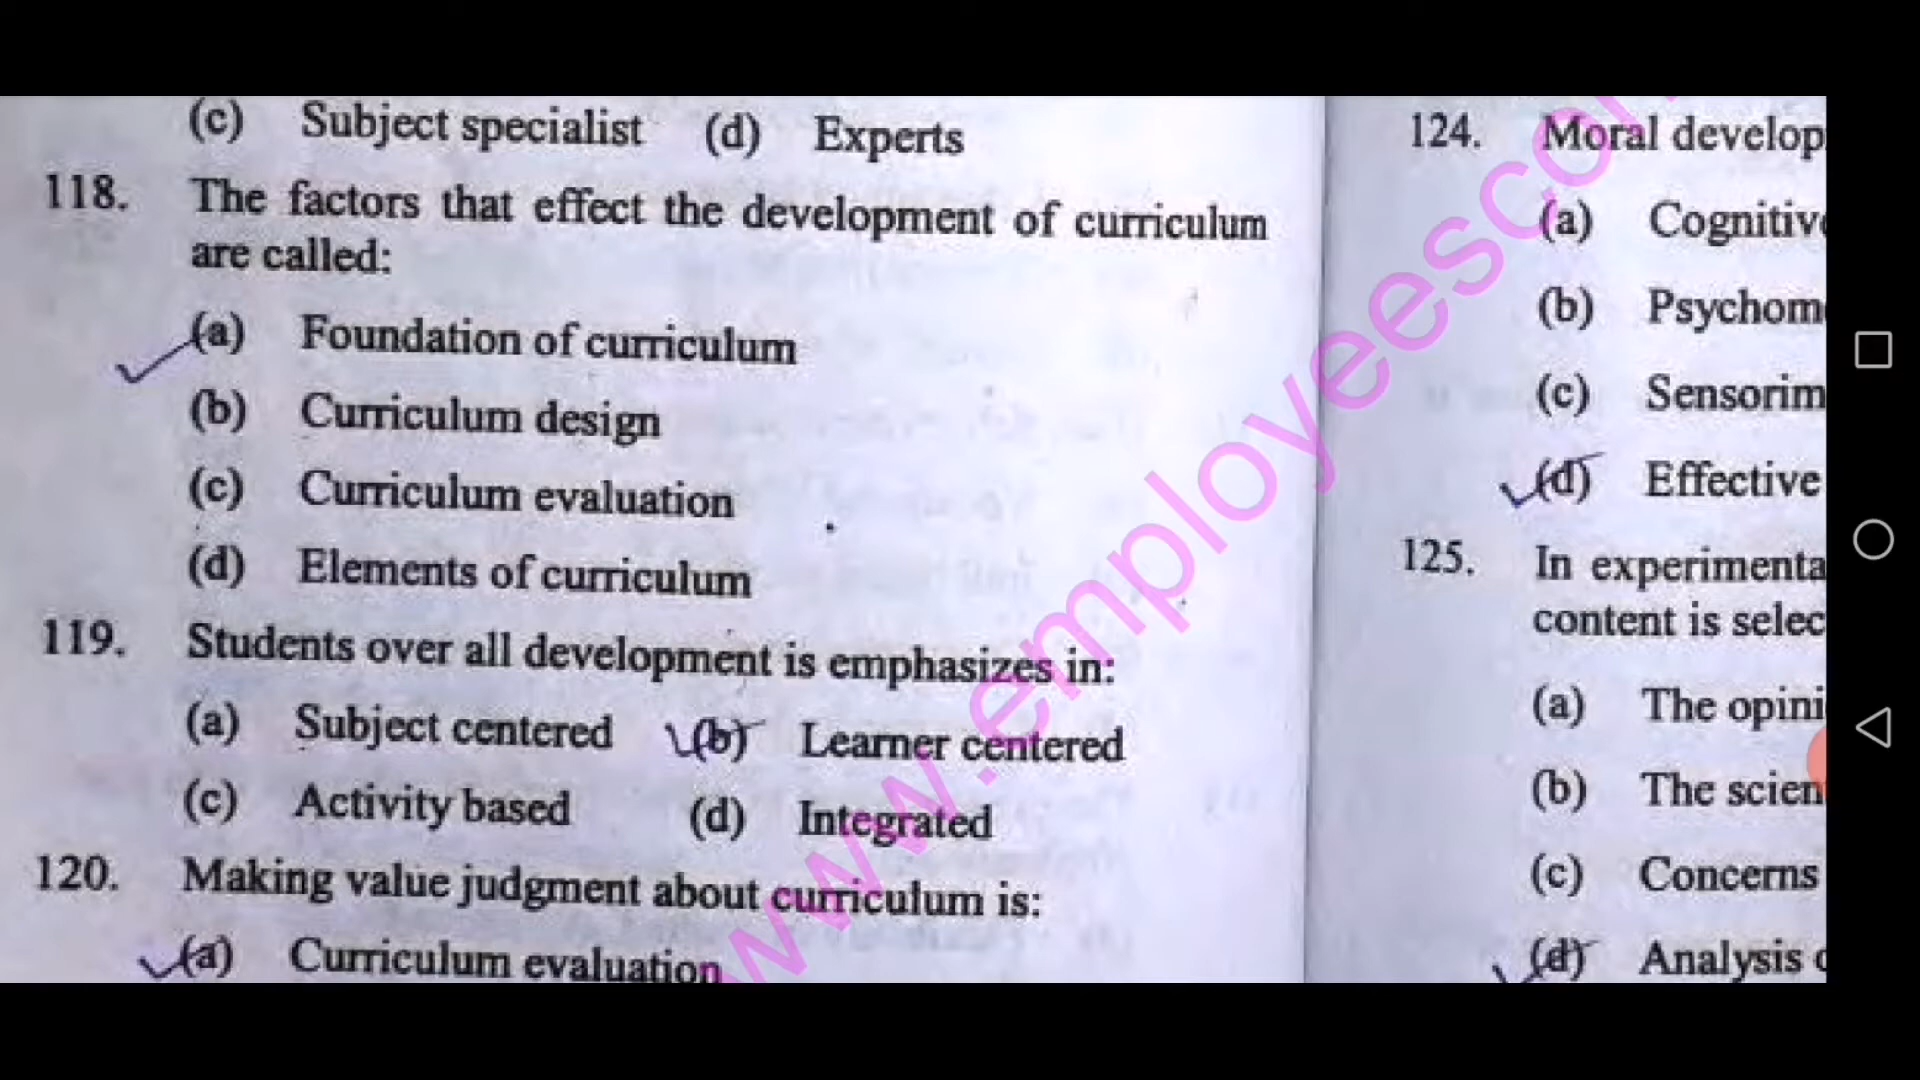 (c) Subject specialist (d) Experts
118. The factors that effect the development of curriculum
are called:
(a) Foundation of curriculum
(b) Curriculum design
(c) Curriculum evaluation
(d) Elements of curriculum
119. Students over all development is emphasizes in:
(a) Subject centered (b) Learner centered
(c) Activity based (d) Integrated
120. Making value judgment about curriculum is:
(a) Curriculum evaluation
124. Moral develop
(a) Cognitive
(b) Psychom
(c) Sensorim
(d) Effective
125. In experimenta
content is selec
(a) The opini
(b) The scien
(c) Concerns
(d) Analysis
www.employeescor